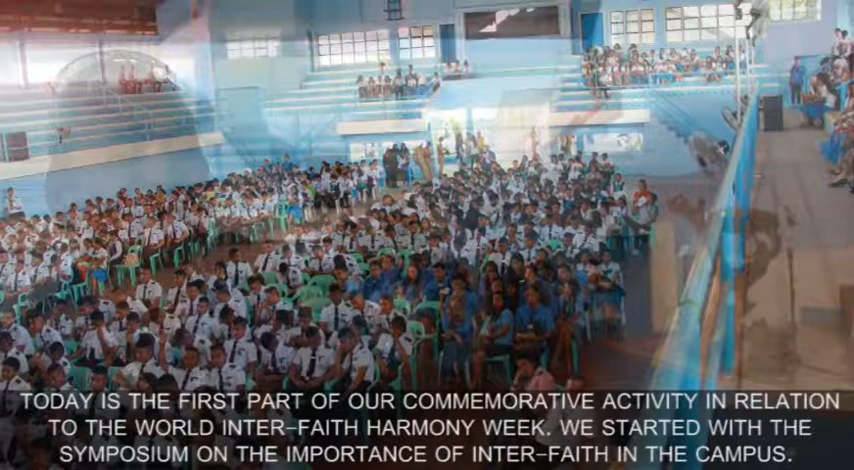 TODAY IS THE FIRST PART OF OUR COMMEMORATIVE ACTIVITY IN RELATION
TO THE WORLD INTER-FAITH HARMONY WEEK. WE STARTED WITH THE
SYMPOSIUM ON THE IMPORTANCE OF INTER-FAITH IN THE CAMPUS.